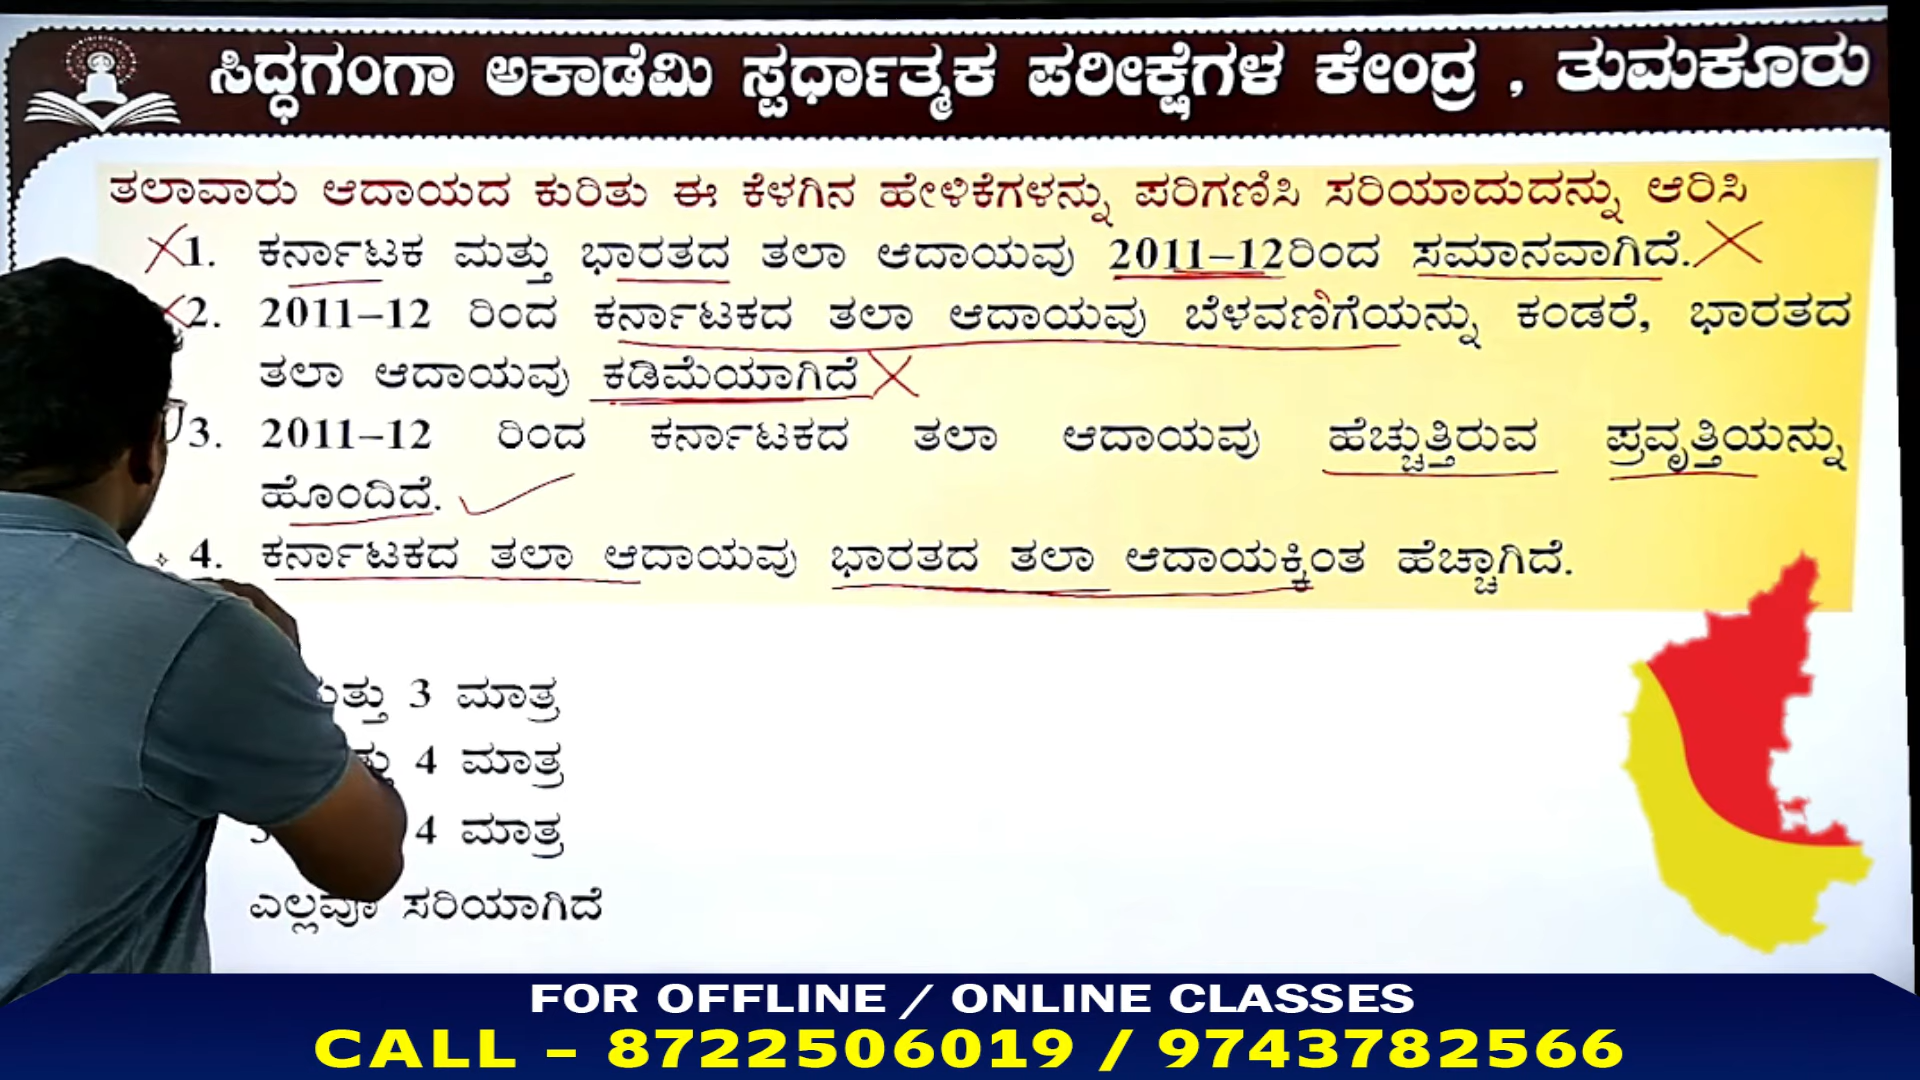 ಸಿದ್ಧಗಂಗಾ ಅಕಾಡೆಮಿ ಸ್ಪರ್ಧಾತ್ಮಕ ಪರೀಕ್ಷೆಗಳ ಕೇಂದ್ರ , ತುಮಕೂರು
ತಲಾವಾರು ಆದಾಯದ ಕುರಿತು ಈ ಕೆಳಗಿನ ಹೇಳಿಕೆಗಳನ್ನು ಪರಿಗಣಿಸಿ ಸರಿಯಾದುದನ್ನು ಆರಿಸಿ
1. ಕರ್ನಾಟಕ ಮತ್ತು ಭಾರತದ ತಲಾ ಆದಾಯವು 2011–12ರಿಂದ ಸಮಾನವಾಗಿದೆ.
2. 2011–12 ರಿಂದ ಕರ್ನಾಟಕದ ತಲಾ ಆದಾಯವು ಬೆಳವಣಿಗೆಯನ್ನು ಕಂಡರೆ, ಭಾರತದ
ತಲಾ ಆದಾಯವು ಕಡಿಮೆಯಾಗಿದೆ
3. 2011–12 ರಿಂದ ಕರ್ನಾಟಕದ ತಲಾ ಆದಾಯವು ಹೆಚ್ಚುತ್ತಿರುವ ಪ್ರವೃತ್ತಿಯನ್ನು
ಹೊಂದಿದೆ.
4. ಕರ್ನಾಟಕದ ತಲಾ ಆದಾಯವು ಭಾರತದ ತಲಾ ಆದಾಯಕ್ಕಿಂತ ಹೆಚ್ಚಾಗಿದೆ.
3 ಮಾತ್ರ
4 ಮಾತ್ರ
4 ಮಾತ್ರ
ಎಲ್ಲವೂ ಸರಿಯಾಗಿದೆ
FOR OFFLINE / ONLINE CLASSES
CALL – 8722506019 / 9743782566